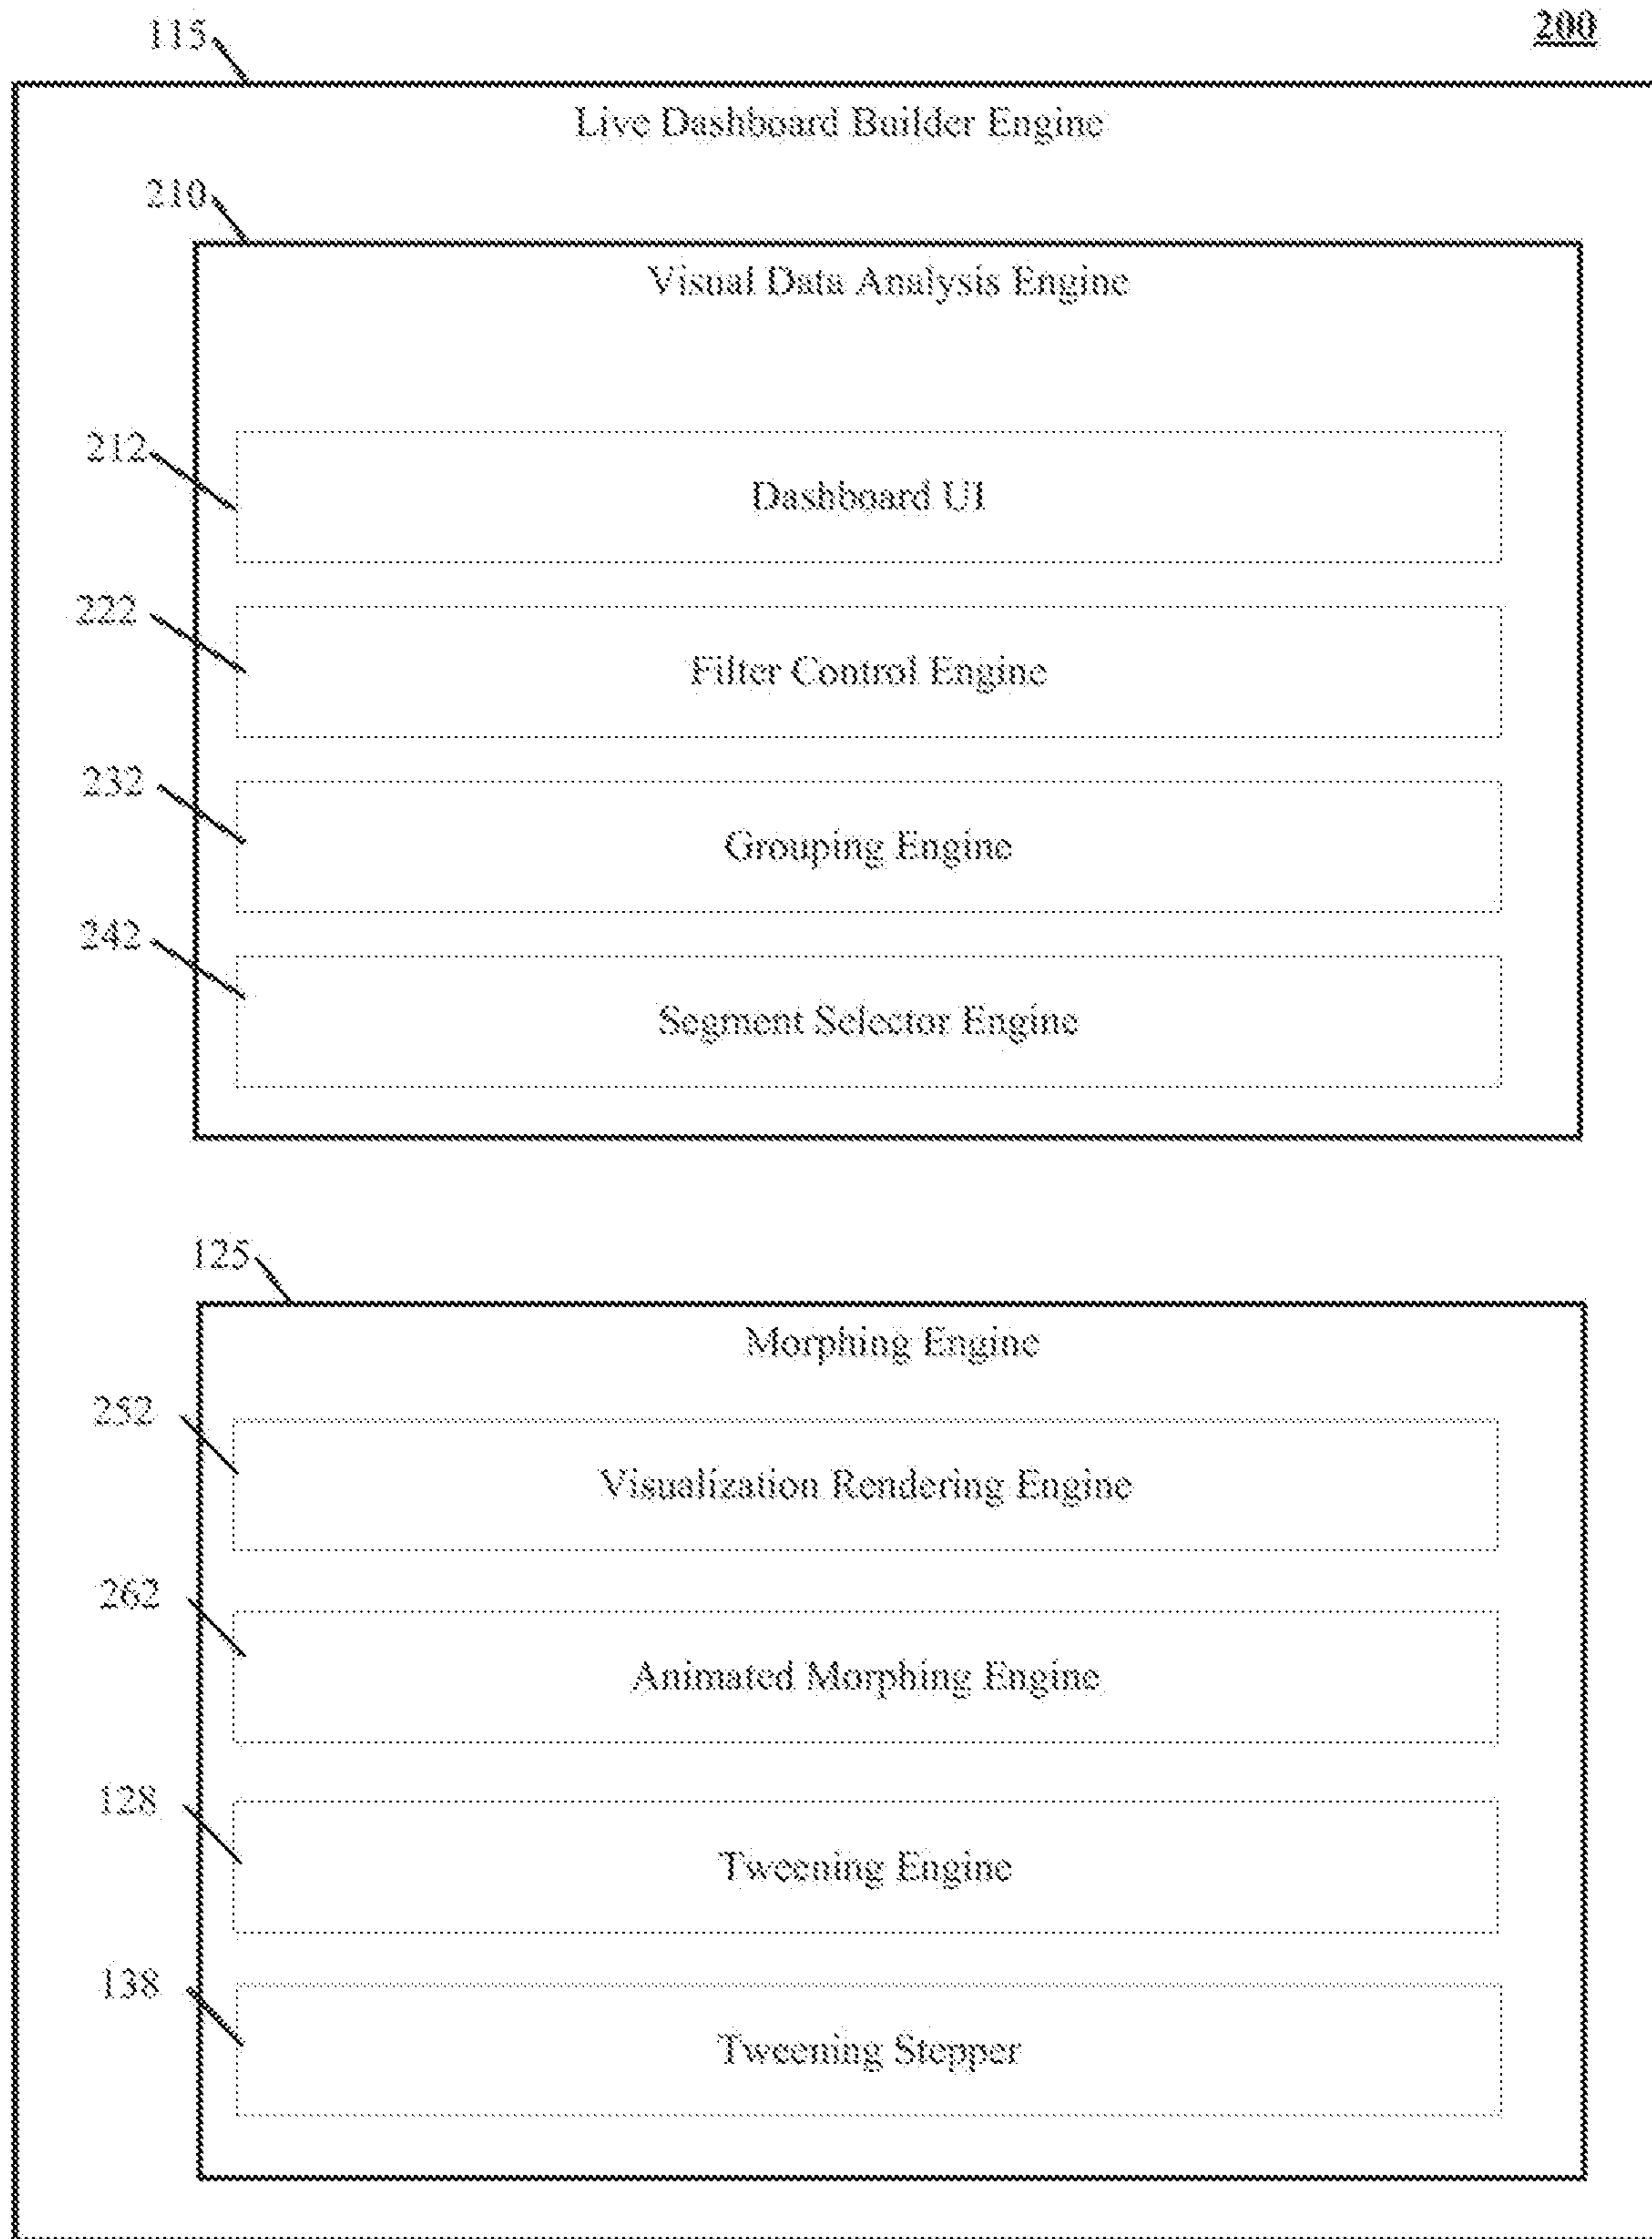 115
200
Live Dashboard Builder Engine
210
Visual Data Analysis Engine
212
Dashboard UI
222
Filter Control Engine
232
Grouping Engine
242
Segment Selector Engine
125
Morphing Engine
252
Visualization Rendering Engine
262
Animated Morphing Engine
128
Tweening Engine
138
Tweening Stepper